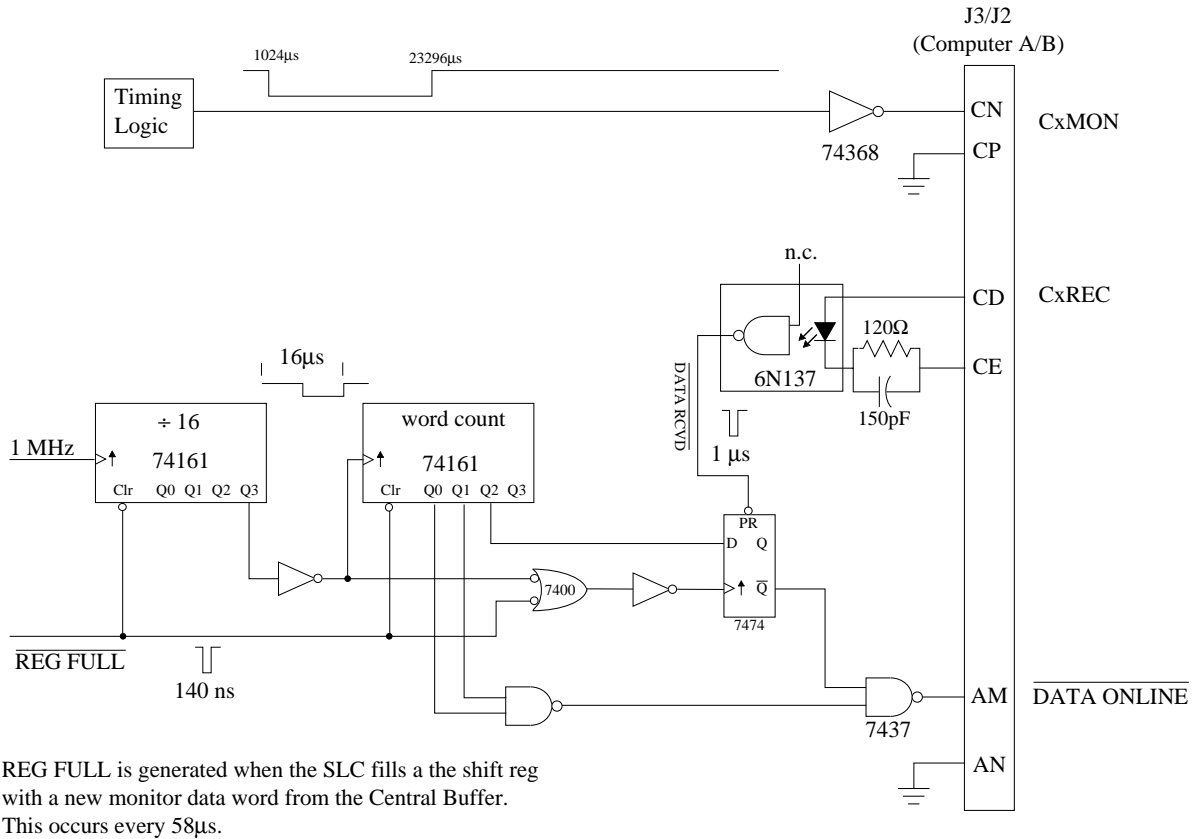 J3/J2
(Computer A/B)
1024μs
23296μs
Timing
Logic
CN
CxMON
74368
CP
n.c.
CD
CxREC
120Ω
16μs
6N137
CE
DATA RCVD
150pF
÷ 16
word count
1 μs
1 MHz
74161
74161
Clr Q0 Q1 Q2 Q3
Clr Q0 Q1 Q2 Q3
PR
D Q
7400
Q
7474
REG FULL
140 ns
AM
DATA ONLINE
7437
AN
REG FULL is generated when the SLC fills a the shift reg
with a new monitor data word from the Central Buffer.
This occurs every 58μs.